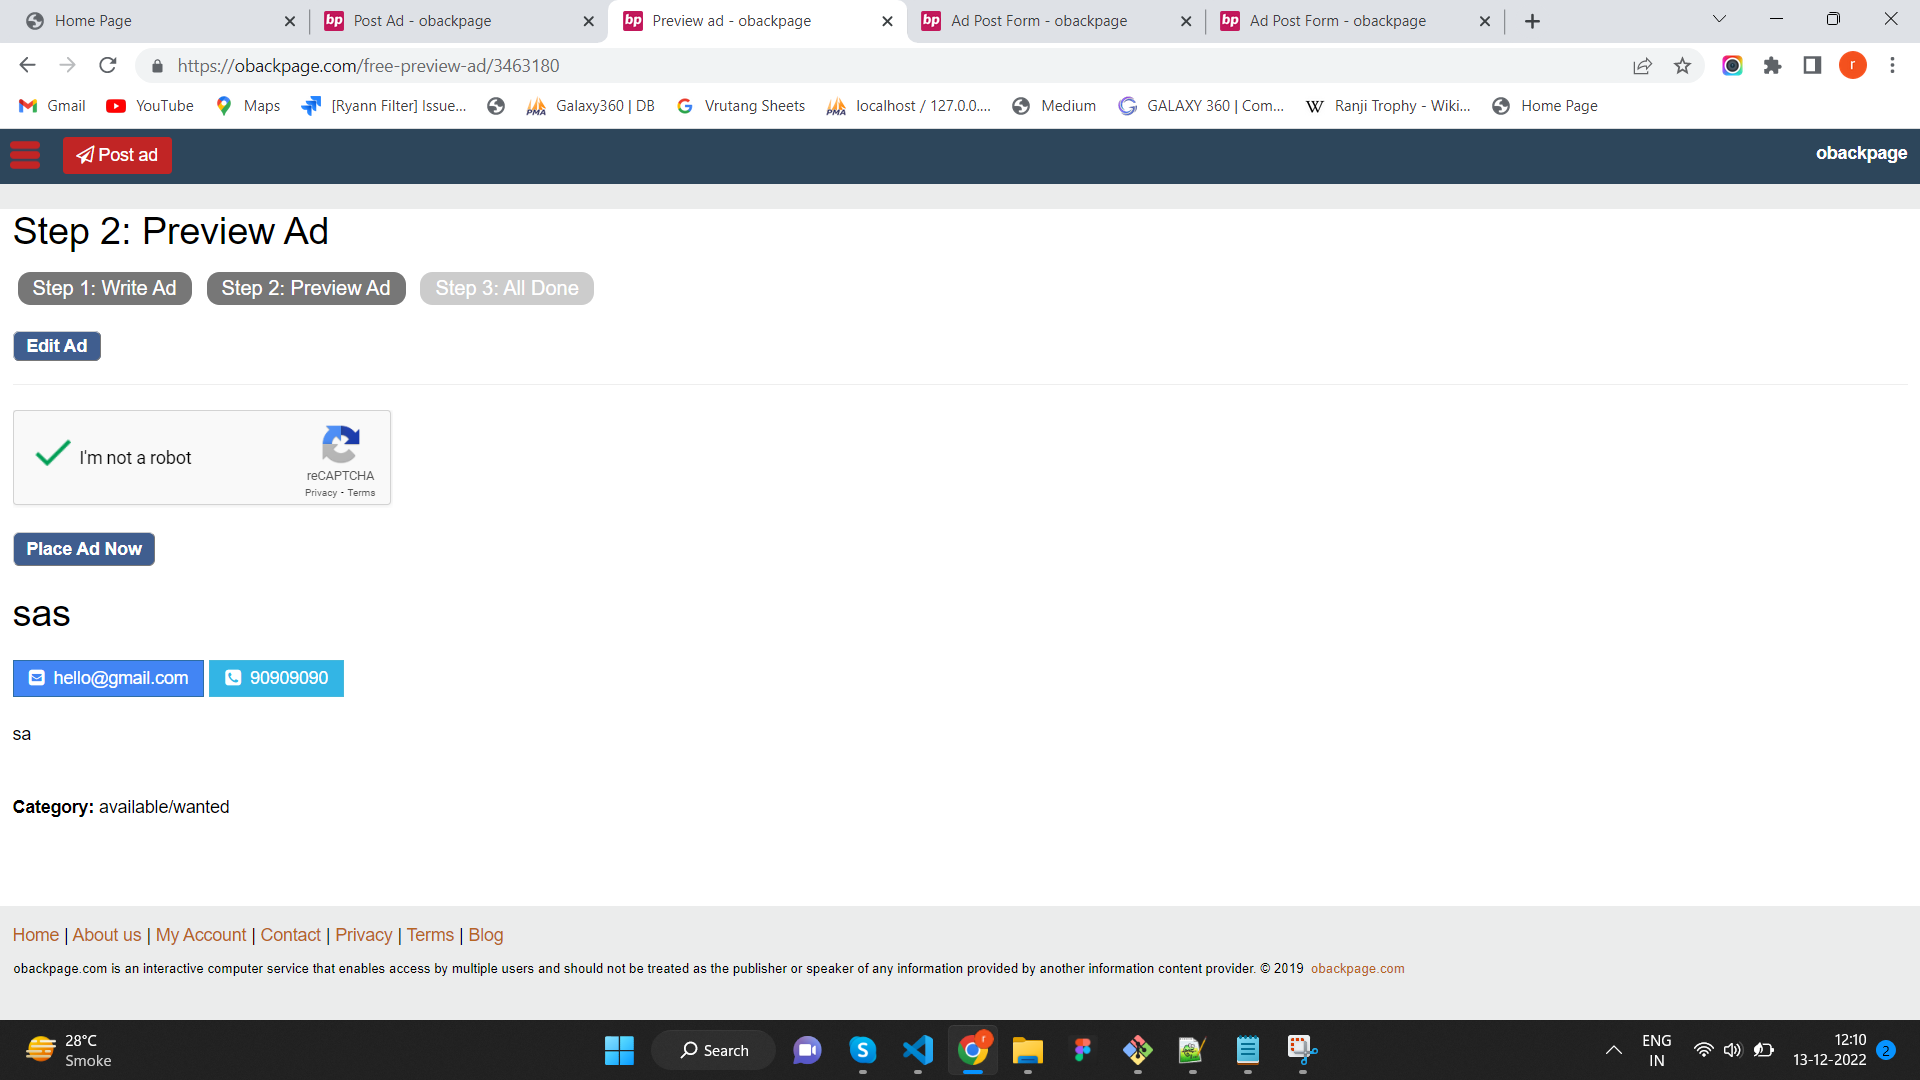 Home Page
bp Post Ad - obackpage
bp Preview ad - obackpage
bp Ad Post Form - obackpage
bp Ad Post Form - obackpage
https://obackpage.com/free-preview-ad/3463180
r
Gmail
YouTube
Maps
[Ryann Filter] Issue...
PMA Galaxy360 | DB
Vrutang Sheets
PMA localhost / 127.0.0....
Medium
GALAXY 360 | Com...
W Ranji Trophy - Wiki...
Home Page
Post ad
obackpage
Step 2: Preview Ad
Step 1: Write Ad
Step 2: Preview Ad
Step 3: All Done
Edit Ad
I'm not a robot
reCAPTCHA
Privacy - Terms
Place Ad Now
sas
hello@gmail.com
90909090
sa
Category: available/wanted
Home | About us | My Account | Contact | Privacy | Terms | Blog
obackpage.com is an interactive computer service that enables access by multiple users and should not be treated as the publisher or speaker of any information provided by another information content provider. © 2019 obackpage.com
28°C
Smoke
Search
r
ENG
IN
12:10
13-12-2022
2